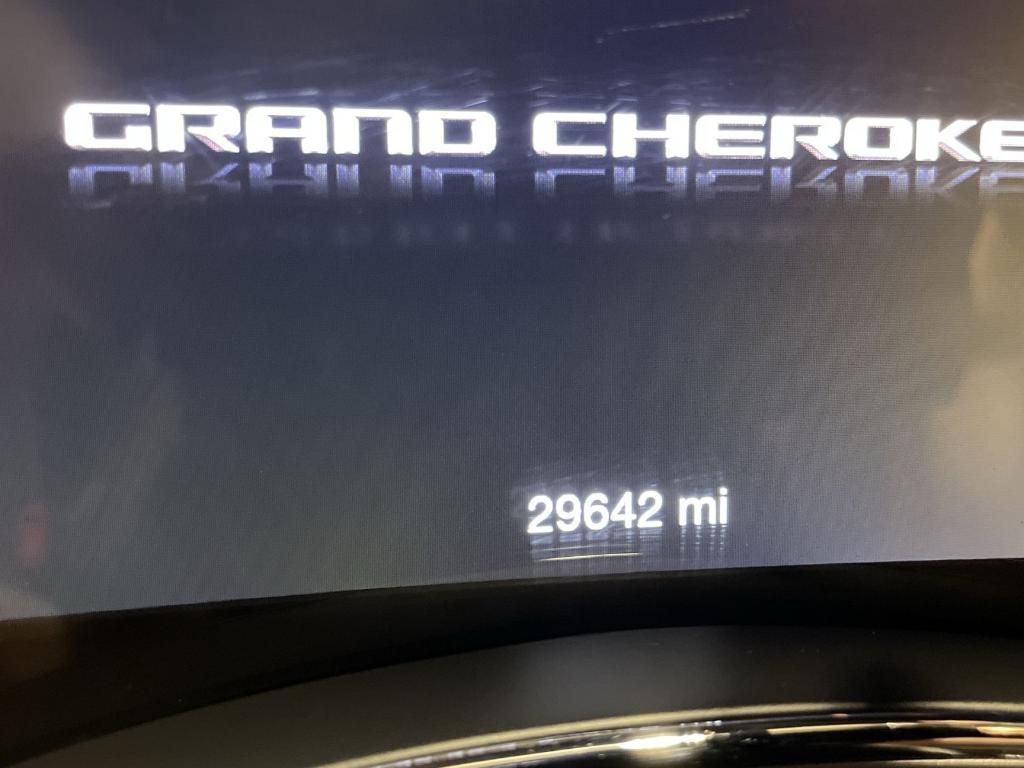 GRAND CHEROKE
29642 mi